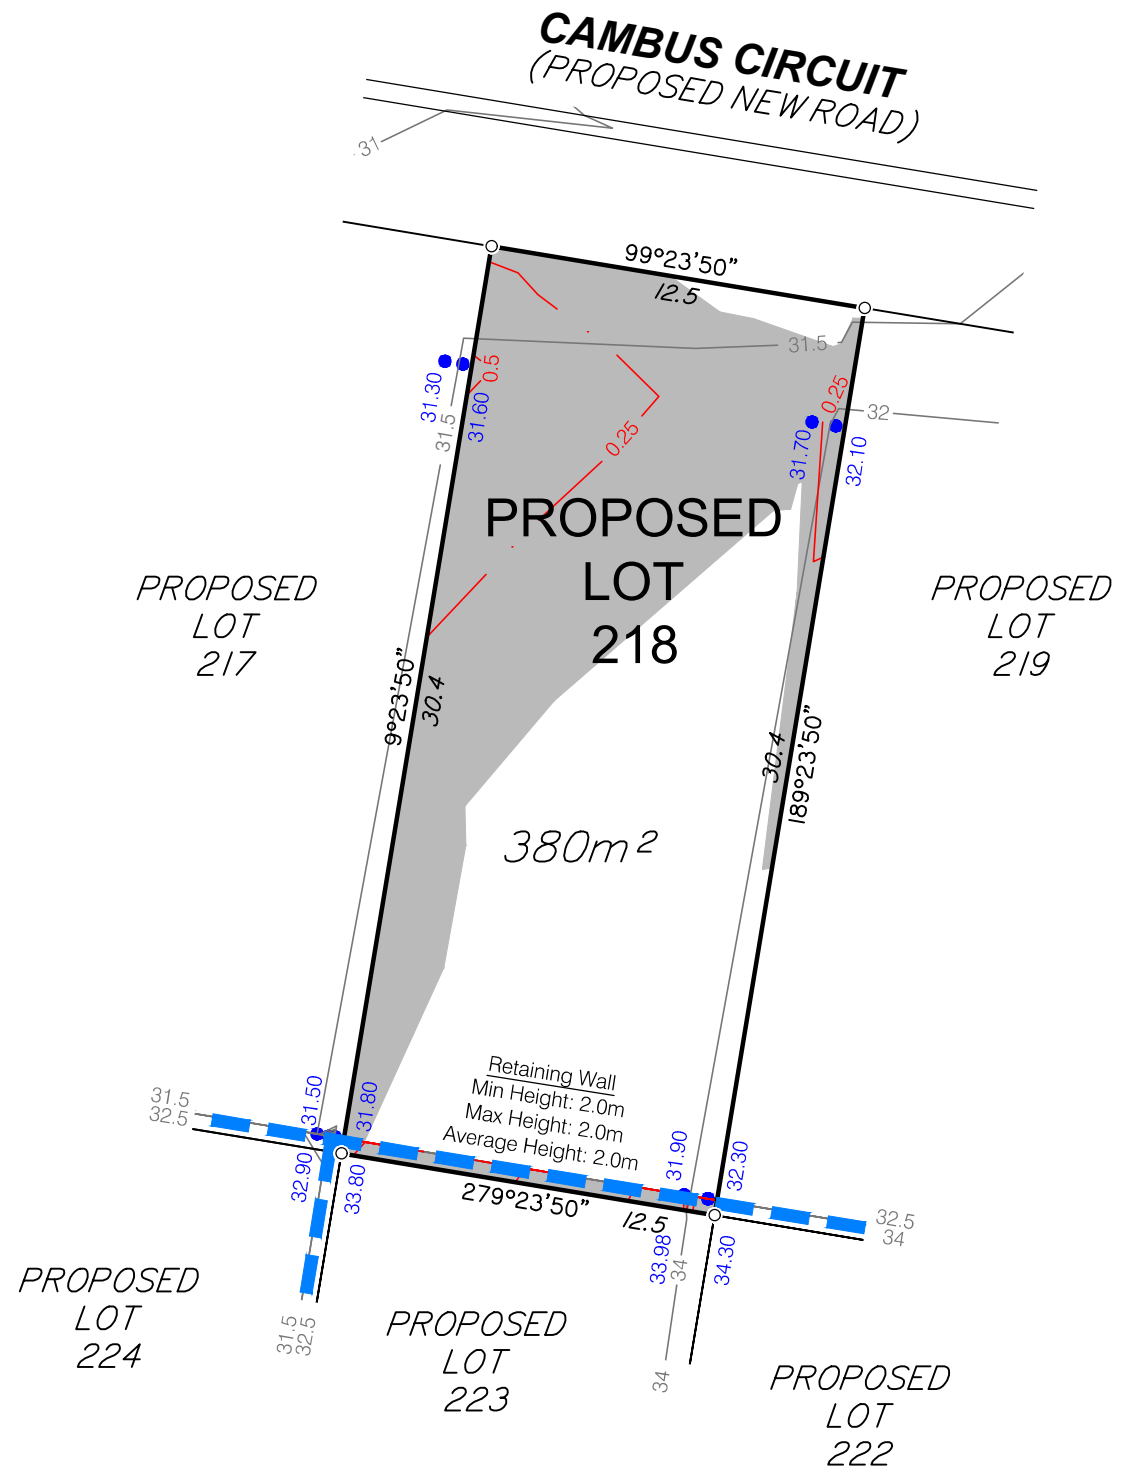 CAMBUS CIRCUIT
(PROPOSED NEW ROAD)
31
99°23'50"
12.5
31.5
0.5
31.30
31.60
31.5
0.25
0.25
32
31.70
32.10
PROPOSED
LOT
218
PROPOSED
LOT
217
PROPOSED
LOT
219
9°23'50"
30.4
30.4
189°23'50"
380m²
Retaining Wall
Min Height: 2.0m
Max Height: 2.0m
Average Height: 2.0m
31.5
32.5
31.50
31.80
31.90
32.30
32.90
33.80
279°23'50"
12.5
33.98
34
34.30
32.5
34
31.5
32.5
34
PROPOSED
LOT
224
PROPOSED
LOT
223
PROPOSED
LOT
222